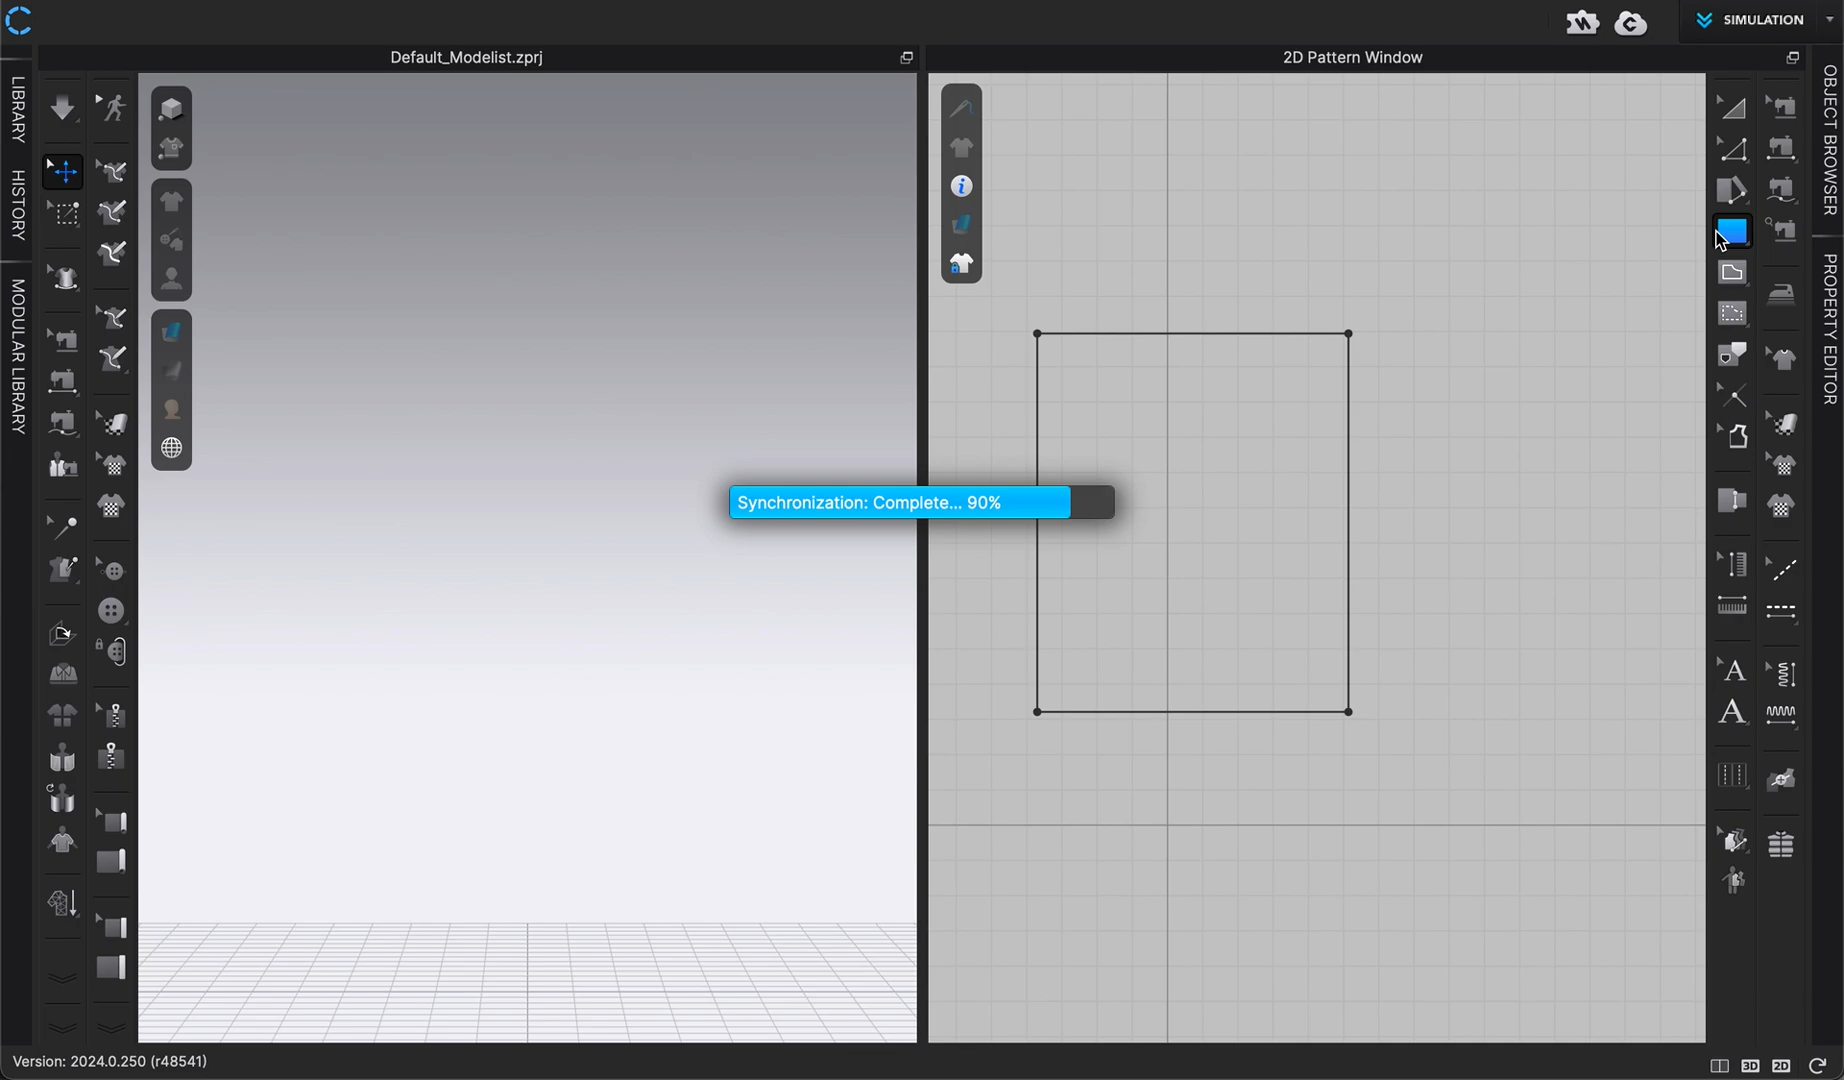 SIMULATION
Default_Modelist.zprj
2D Pattern Window
LIBRARY
HISTORY
MODULAR LIBRARY
OBJECT BROWSER
PROPERTY EDITOR
Synchronization: Complete... 90%
A
A
Version: 2024.0.250 (r48541)
3D
2D